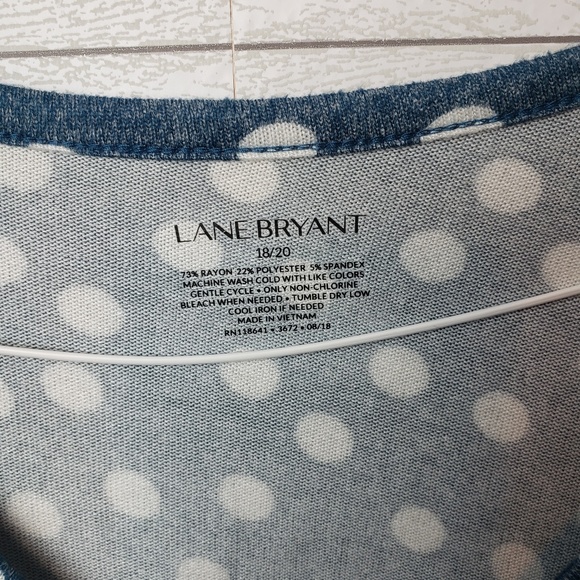 LANE BRYANT
18/20
73% RAYON 22% POLYESTER 5% SPANDEX
MACHINE WASH COLD WITH LIKE COLORS
GENTLE CYCLE • ONLY NON-CHLORINE
BLEACH WHEN NEEDED • TUMBLE DRY LOW
COOL IRON IF NEEDED
MADE IN VIETNAM
RN118641 • 3672 • 08/18